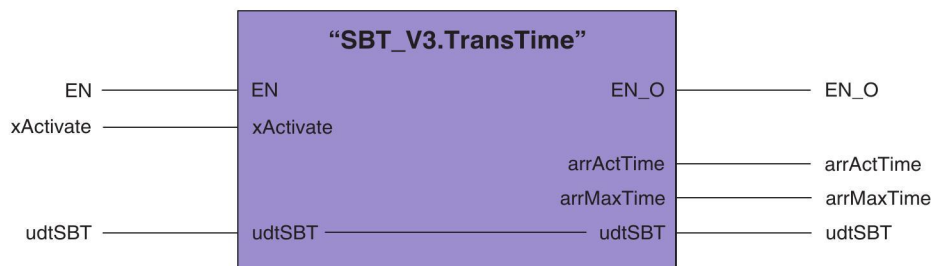 “SBT_V3.TransTime”
EN EN EN_O EN_O
xActivate xActivate
arrActTime arrActTime
arrMaxTime arrMaxTime
udtSBT udtSBT udtSBT udtSBT